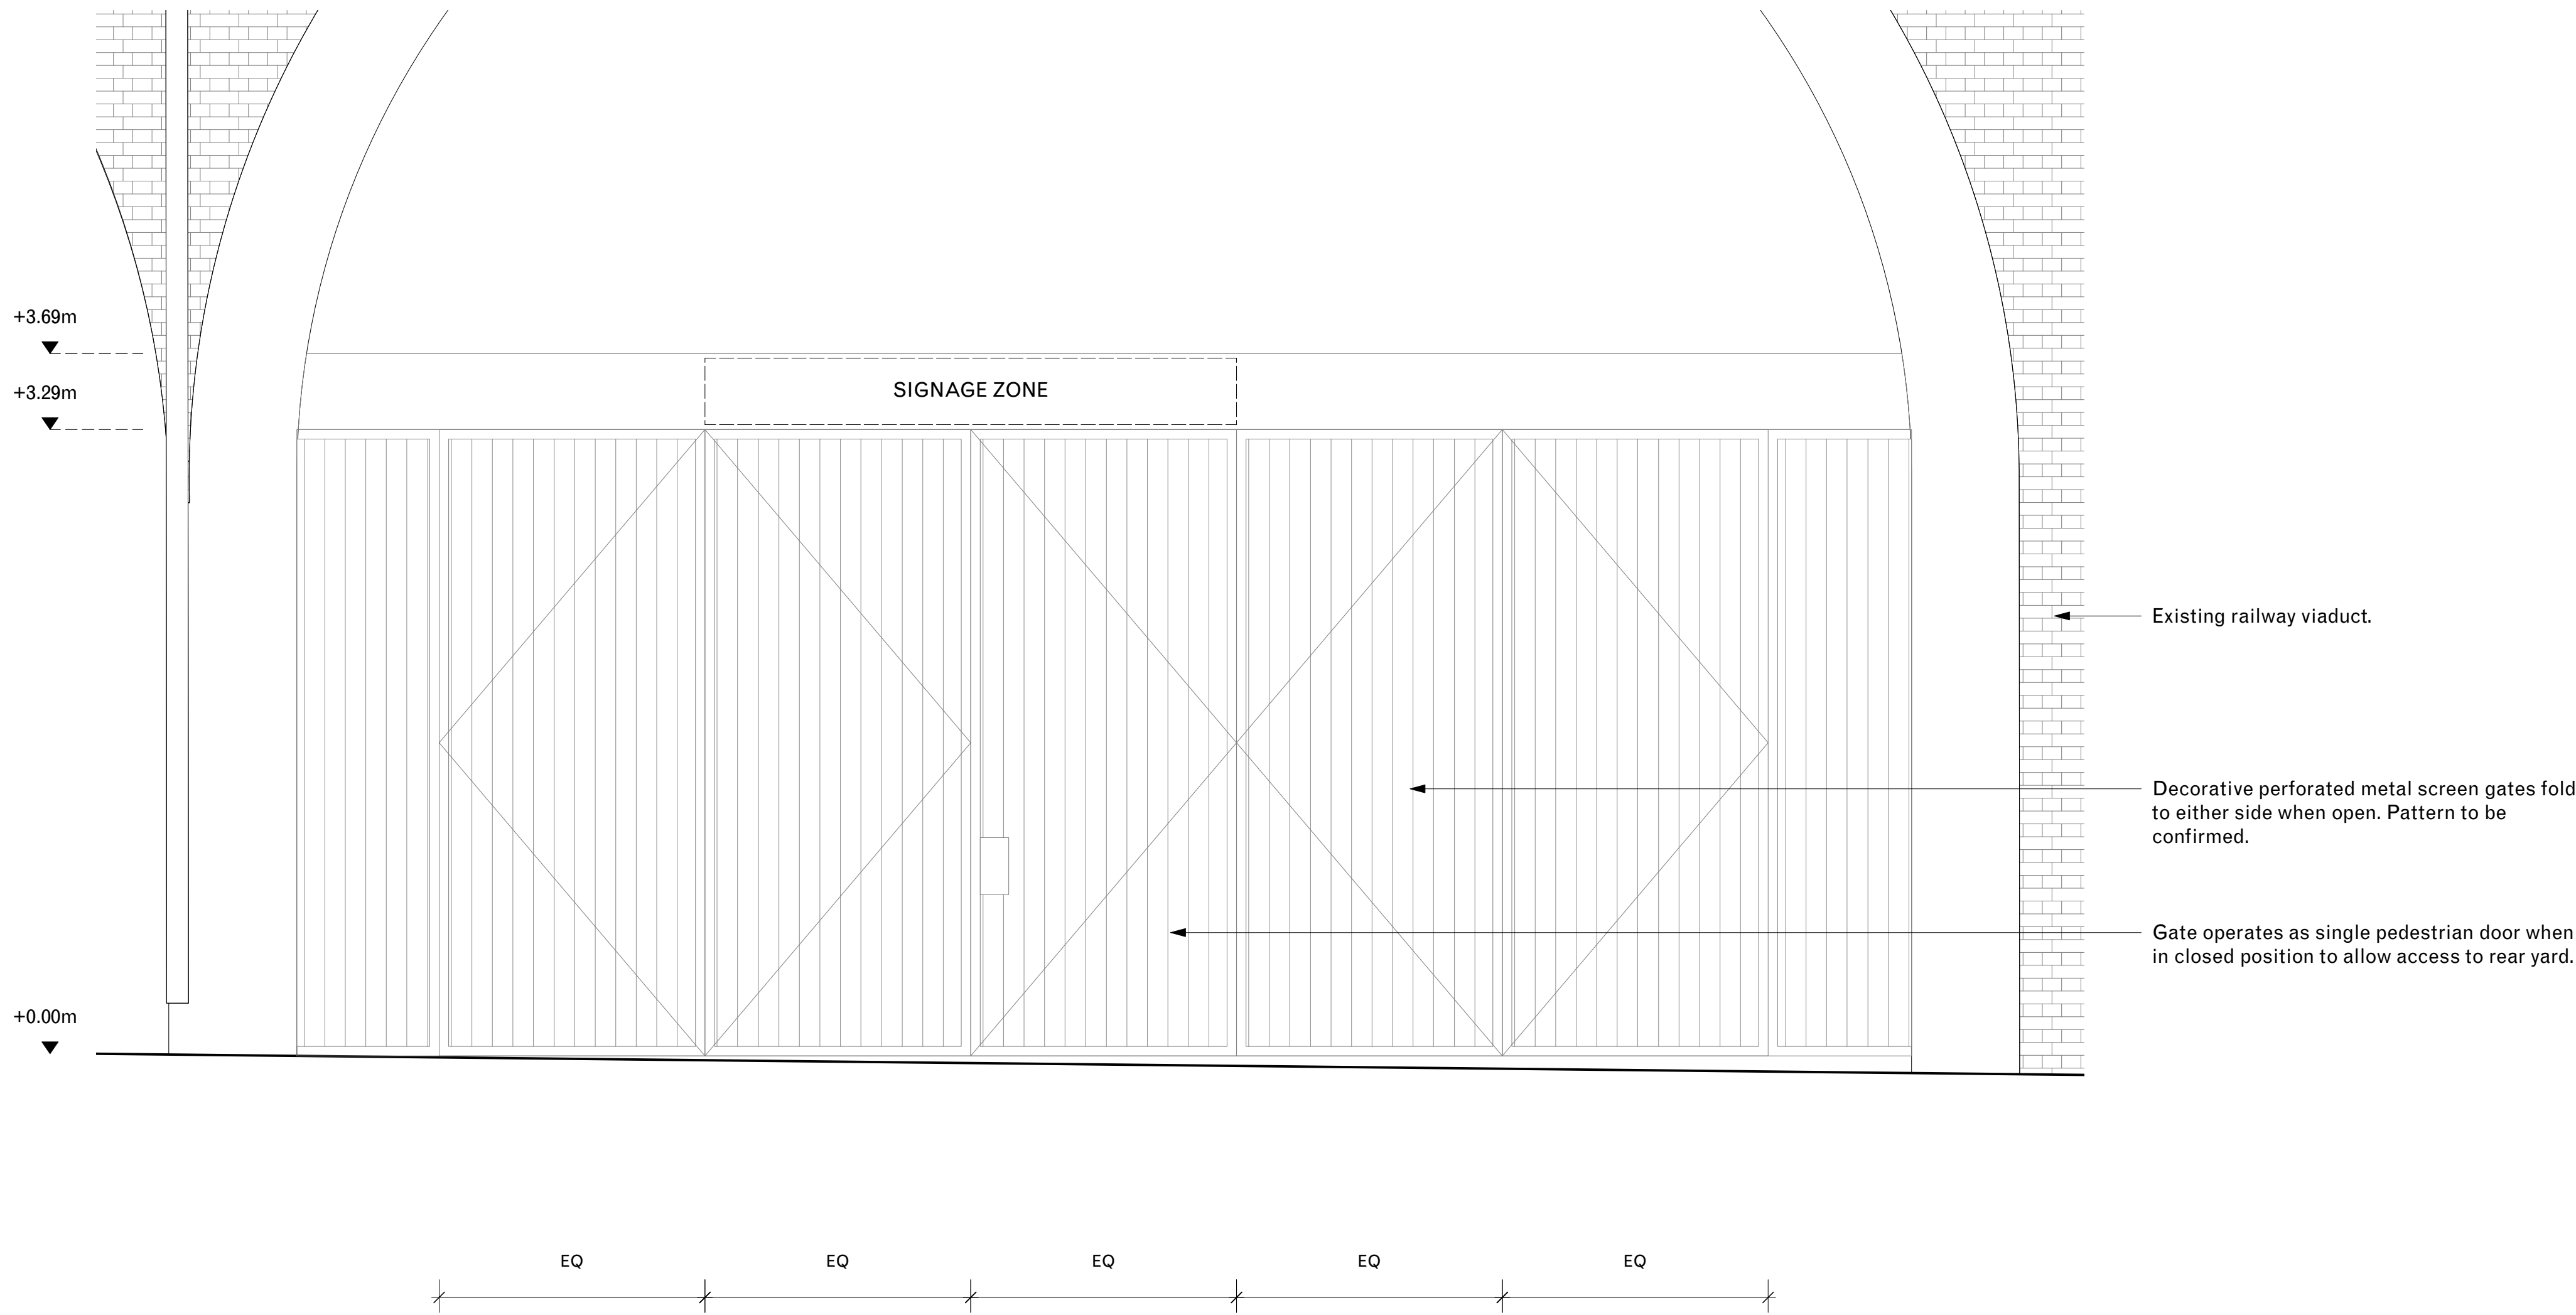 +3.69m
+3.29m
SIGNAGE ZONE
Existing railway viaduct.
Decorative perforated metal screen gates fold
to either side when open. Pattern to be
confirmed.
Gate operates as single pedestrian door when
in closed position to allow access to rear yard.
+0.00m
EQ
EQ
EQ
EQ
EQ